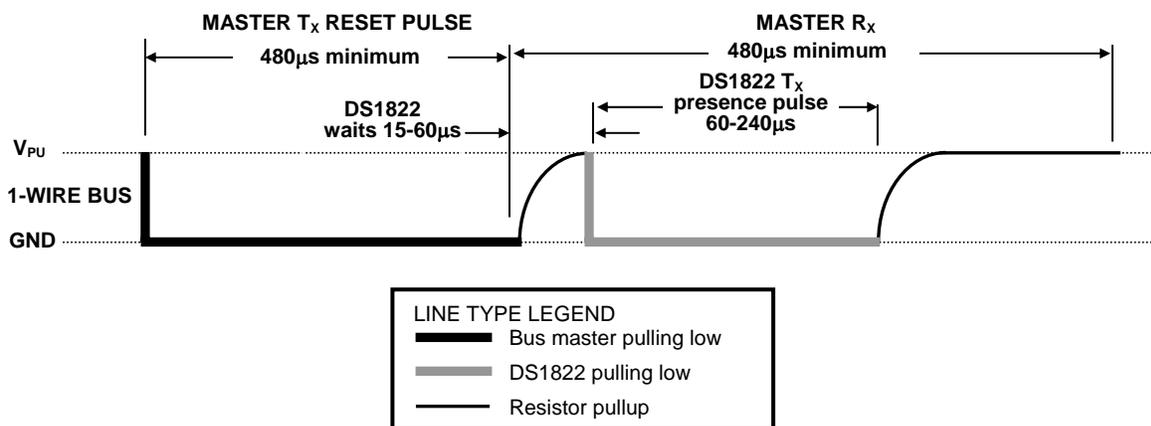 MASTER TX RESET PULSE
480μs minimum
MASTER RX
480μs minimum
DS1822
waits 15-60μs
DS1822 TX
presence pulse
60-240μs
VPU
1-WIRE BUS
GND
LINE TYPE LEGEND
Bus master pulling low
DS1822 pulling low
Resistor pullup